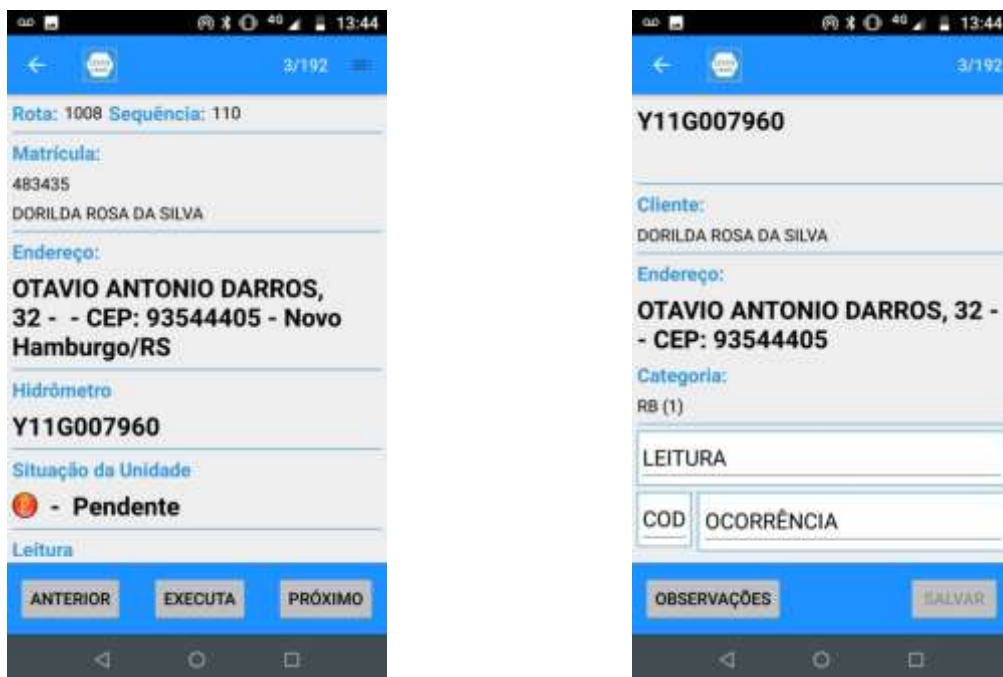 13:44
3/192
Rota: 1008 Sequência: 110
Matrícula:
483435
DORILDA ROSA DA SILVA
Endereço:
OTAVIO ANTONIO DARROS,
32 - - CEP: 93544405 - Novo
Hamburgo/RS
Hidrômetro
Y11G007960
Situação da Unidade
- Pendente
Leitura
ANTERIOR EXECUTA PRÓXIMO
13:44
3/192
Y11G007960
Cliente:
DORILDA ROSA DA SILVA
Endereço:
OTAVIO ANTONIO DARROS, 32 -
- CEP: 93544405
Categoria:
RB (1)
LEITURA
COD OCORRÊNCIA
OBSERVAÇÕES SALVAR